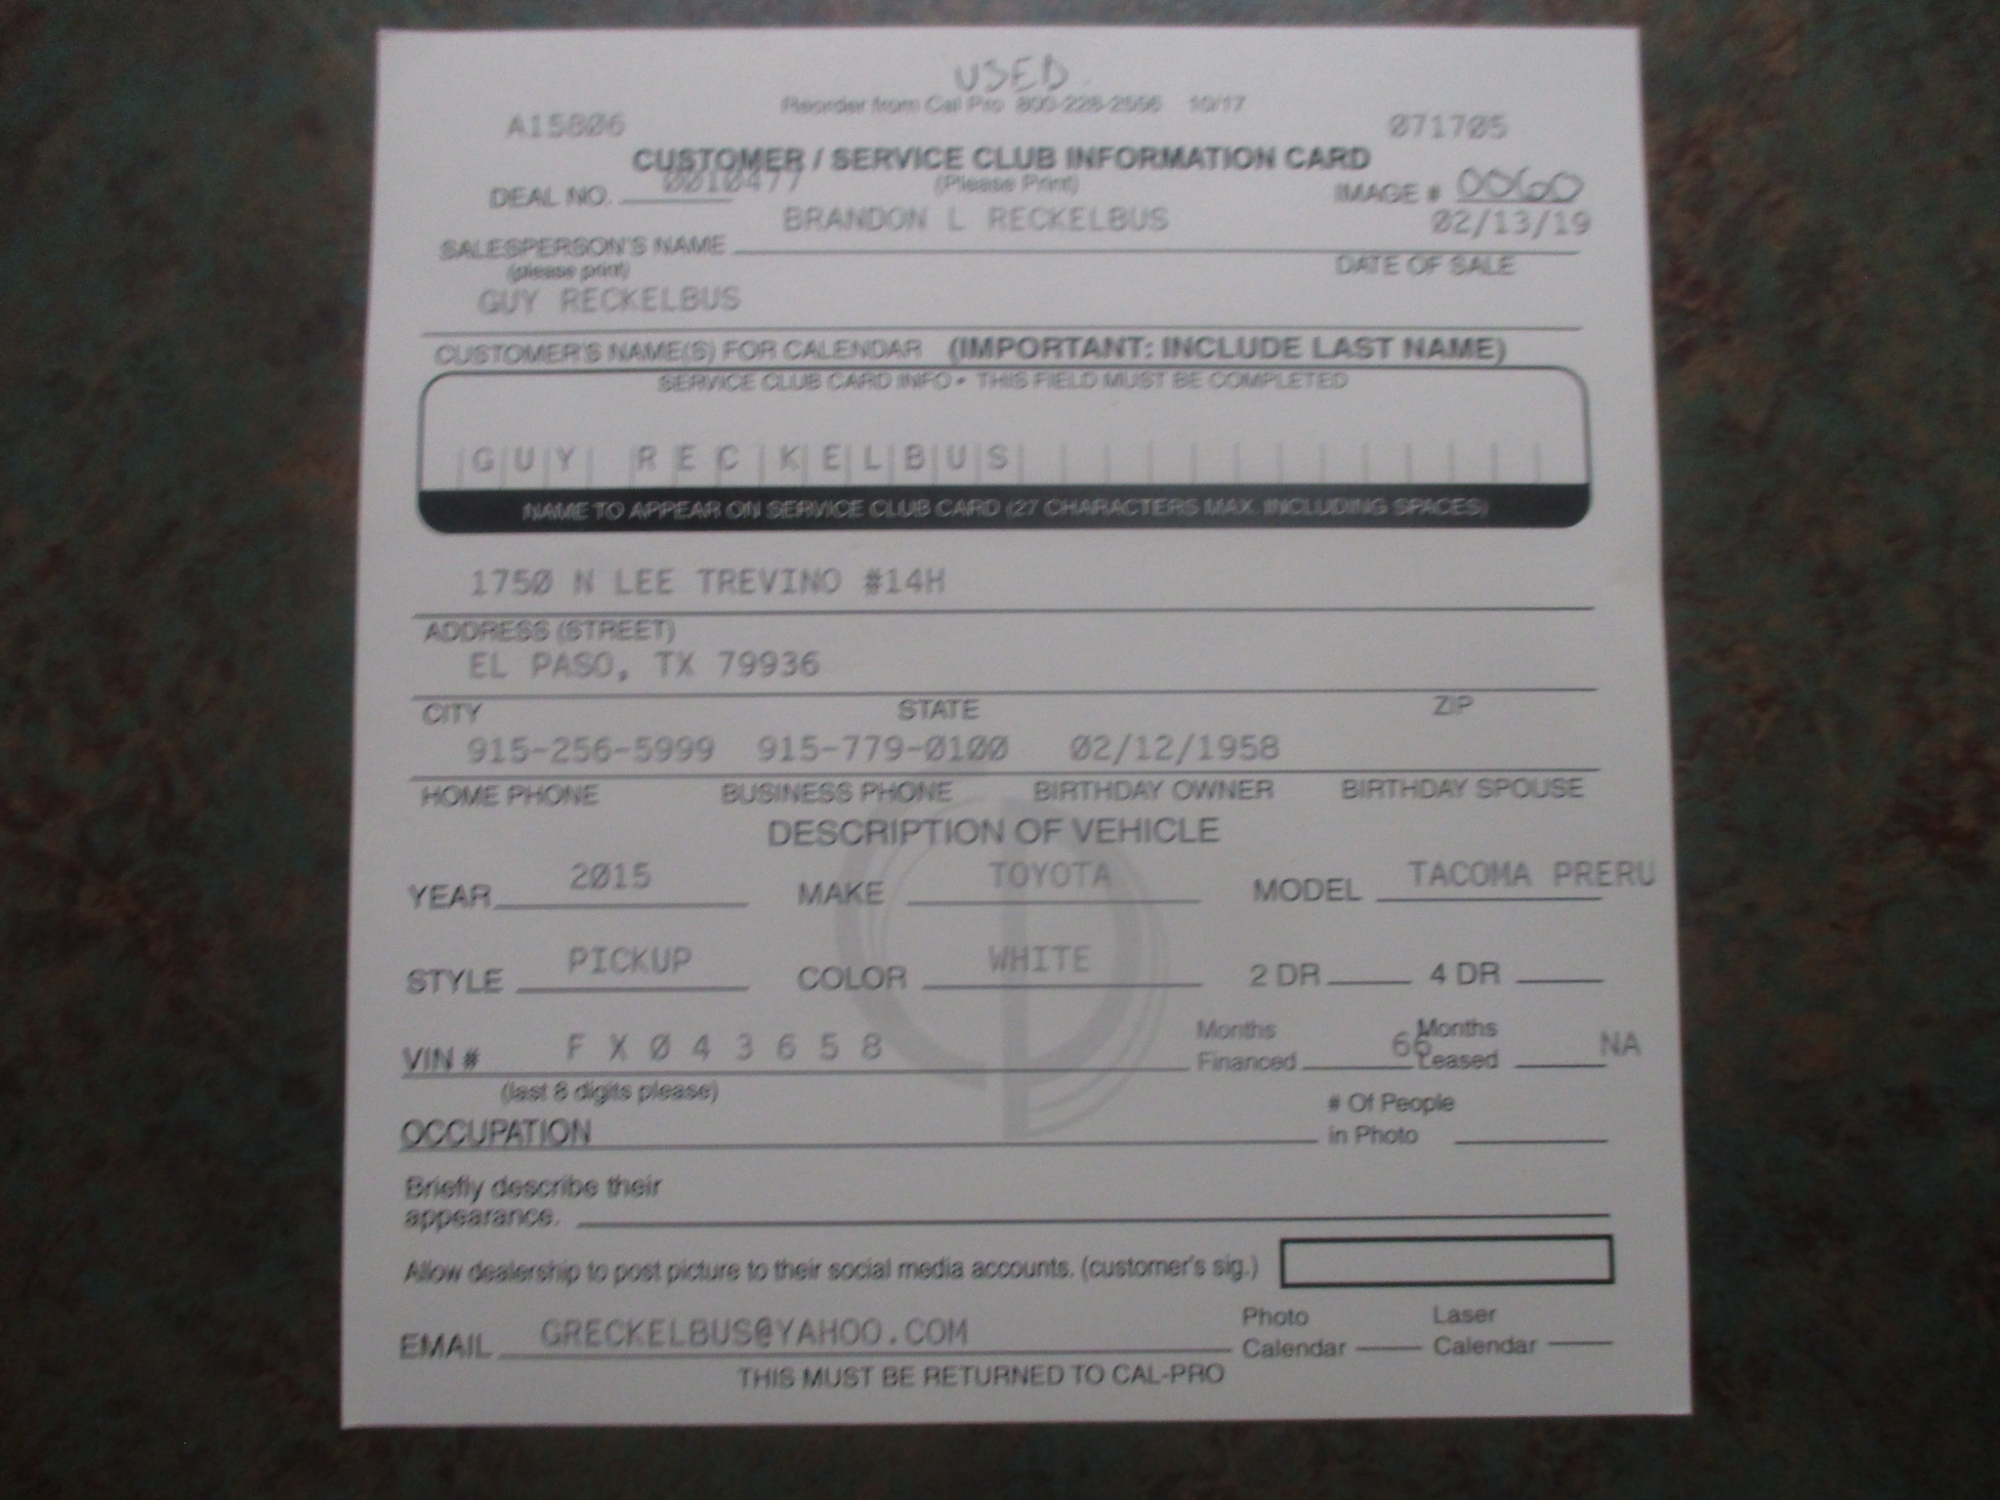 USED
Reorder from Cal Pro 800-228-2556 10/17
A15806 071705
CUSTOMER / SERVICE CLUB INFORMATION CARD
DEAL NO. 0010477 (Please Print) IMAGE # 0060
BRANDON L RECKELBUS 02/13/19
SALESPERSON'S NAME DATE OF SALE
(please print)
GUY RECKELBUS
CUSTOMER'S NAME(S) FOR CALENDAR (IMPORTANT: INCLUDE LAST NAME)
SERVICE CLUB CARD INFO • THIS FIELD MUST BE COMPLETED
GUY RECKELBUS
NAME TO APPEAR ON SERVICE CLUB CARD (27 CHARACTERS MAX. INCLUDING SPACES)
1750 N LEE TREVINO #14H
ADDRESS (STREET)
EL PASO, TX 79936
CITY STATE ZIP
915-256-5999 915-779-0100 02/12/1958
HOME PHONE BUSINESS PHONE BIRTHDAY OWNER BIRTHDAY SPOUSE
DESCRIPTION OF VEHICLE
YEAR 2015 MAKE TOYOTA MODEL TACOMA PRERU
STYLE PICKUP COLOR WHITE 2 DR 4 DR
VIN # FX043658 Months Financed 66 Months Leased NA
(last 8 digits please)
OCCUPATION # Of People in Photo
Briefly describe their
appearance.
Allow dealership to post picture to their social media accounts. (customer's sig.)
EMAIL GRECKELBUS@YAHOO.COM Photo Calendar Laser Calendar
THIS MUST BE RETURNED TO CAL-PRO